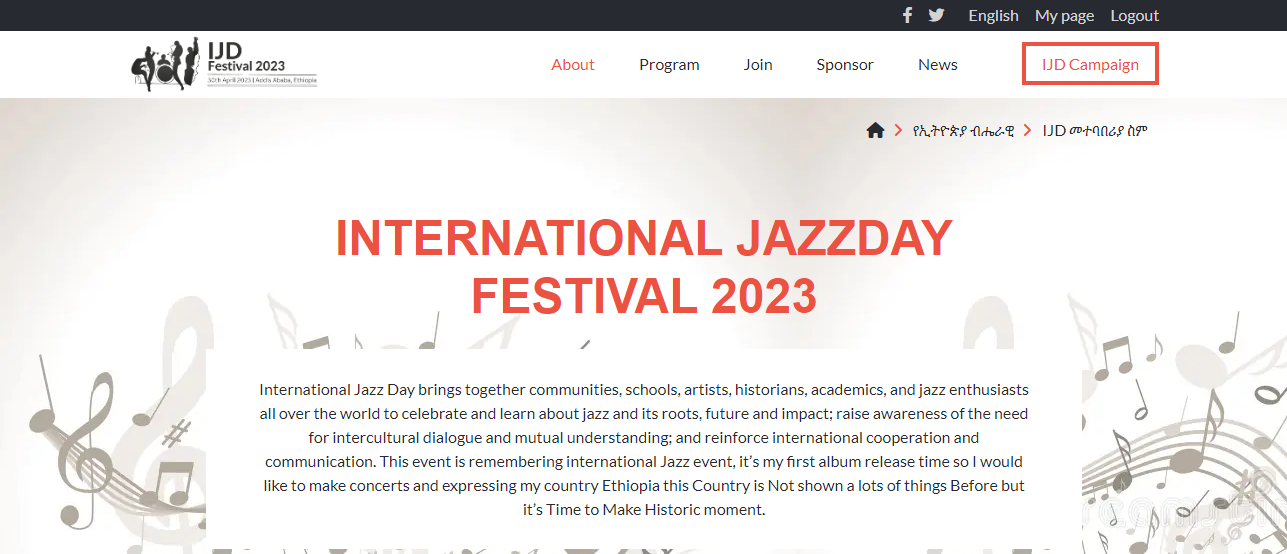 English My page Logout
IJD
Festival 2023
30th April 2023 | Addis Ababa, Ethiopia
About Program Join Sponsor News IJD Campaign
የኢትዮጵያ ብሔራዊ IJD መተባበሪያ ስም
INTERNATIONAL JAZZDAY
FESTIVAL 2023
International Jazz Day brings together communities, schools, artists, historians, academics, and jazz enthusiasts
all over the world to celebrate and learn about jazz and its roots, future and impact; raise awareness of the need
for intercultural dialogue and mutual understanding; and reinforce international cooperation and
communication. This event is remembering international Jazz event, it’s my first album release time so I would
like to make concerts and expressing my country Ethiopia this Country is Not shown a lots of things Before but
it’s Time to Make Historic moment.